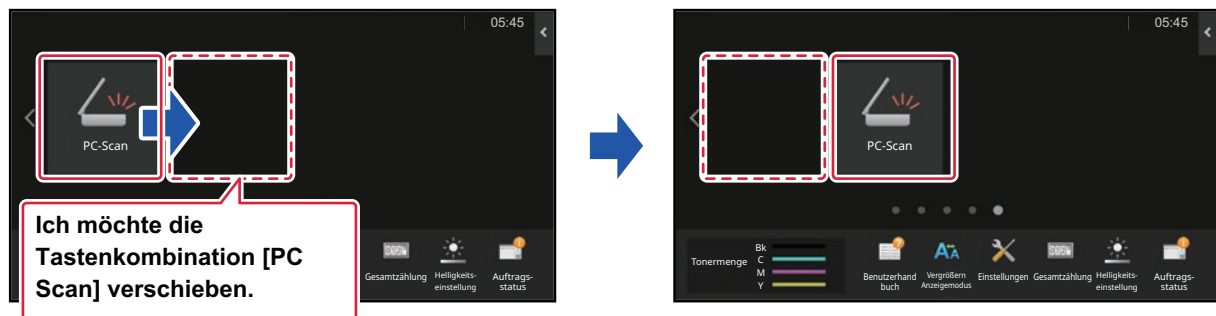 05:45
PC-Scan
Ich möchte die
Tastenkombination [PC
Scan] verschieben.
Gesamtzählung
Helligkeits-
einstellung
Auftrags-
status
05:45
PC-Scan
Tonermenge
Bk
C
M
Y
Benutzerhand
buch
Vergrößern
Anzeigemodus
Einstellungen
Gesamtzählung
Helligkeits-
einstellung
Auftrags-
status